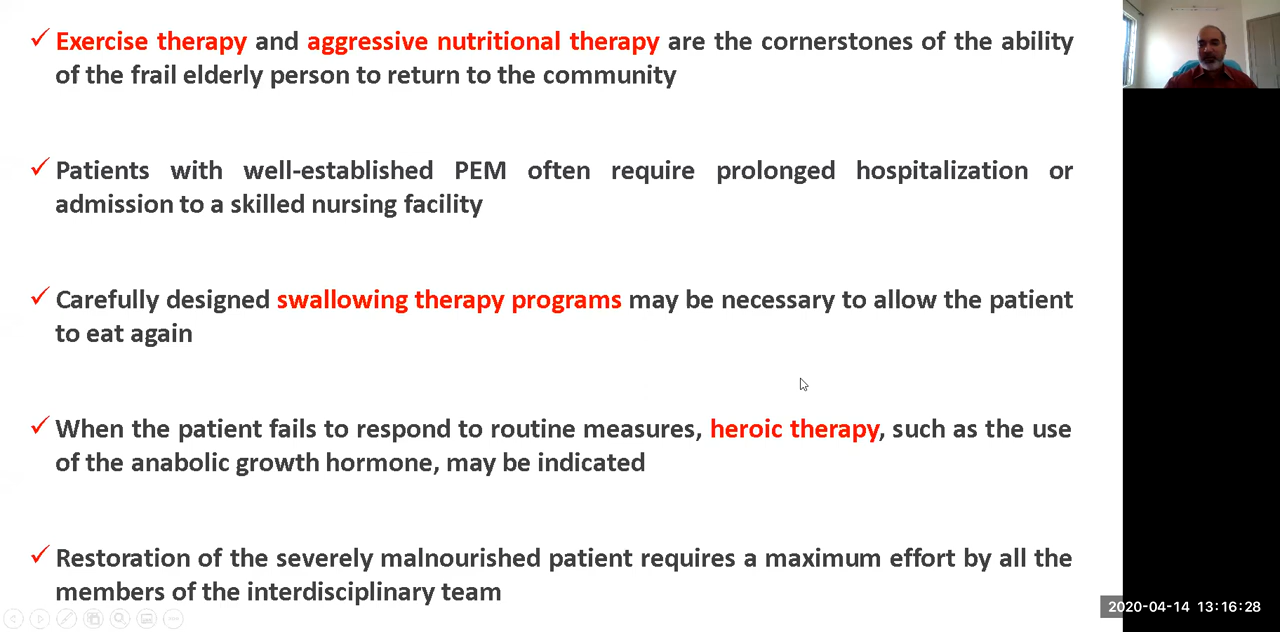 ✓ Exercise therapy and aggressive nutritional therapy are the cornerstones of the ability
of the frail elderly person to return to the community
✓ Patients with well-established PEM often require prolonged hospitalization or
admission to a skilled nursing facility
✓ Carefully designed swallowing therapy programs may be necessary to allow the patient
to eat again
✓ When the patient fails to respond to routine measures, heroic therapy, such as the use
of the anabolic growth hormone, may be indicated
✓ Restoration of the severely malnourished patient requires a maximum effort by all the
members of the interdisciplinary team
2020-04-14 13:16:28